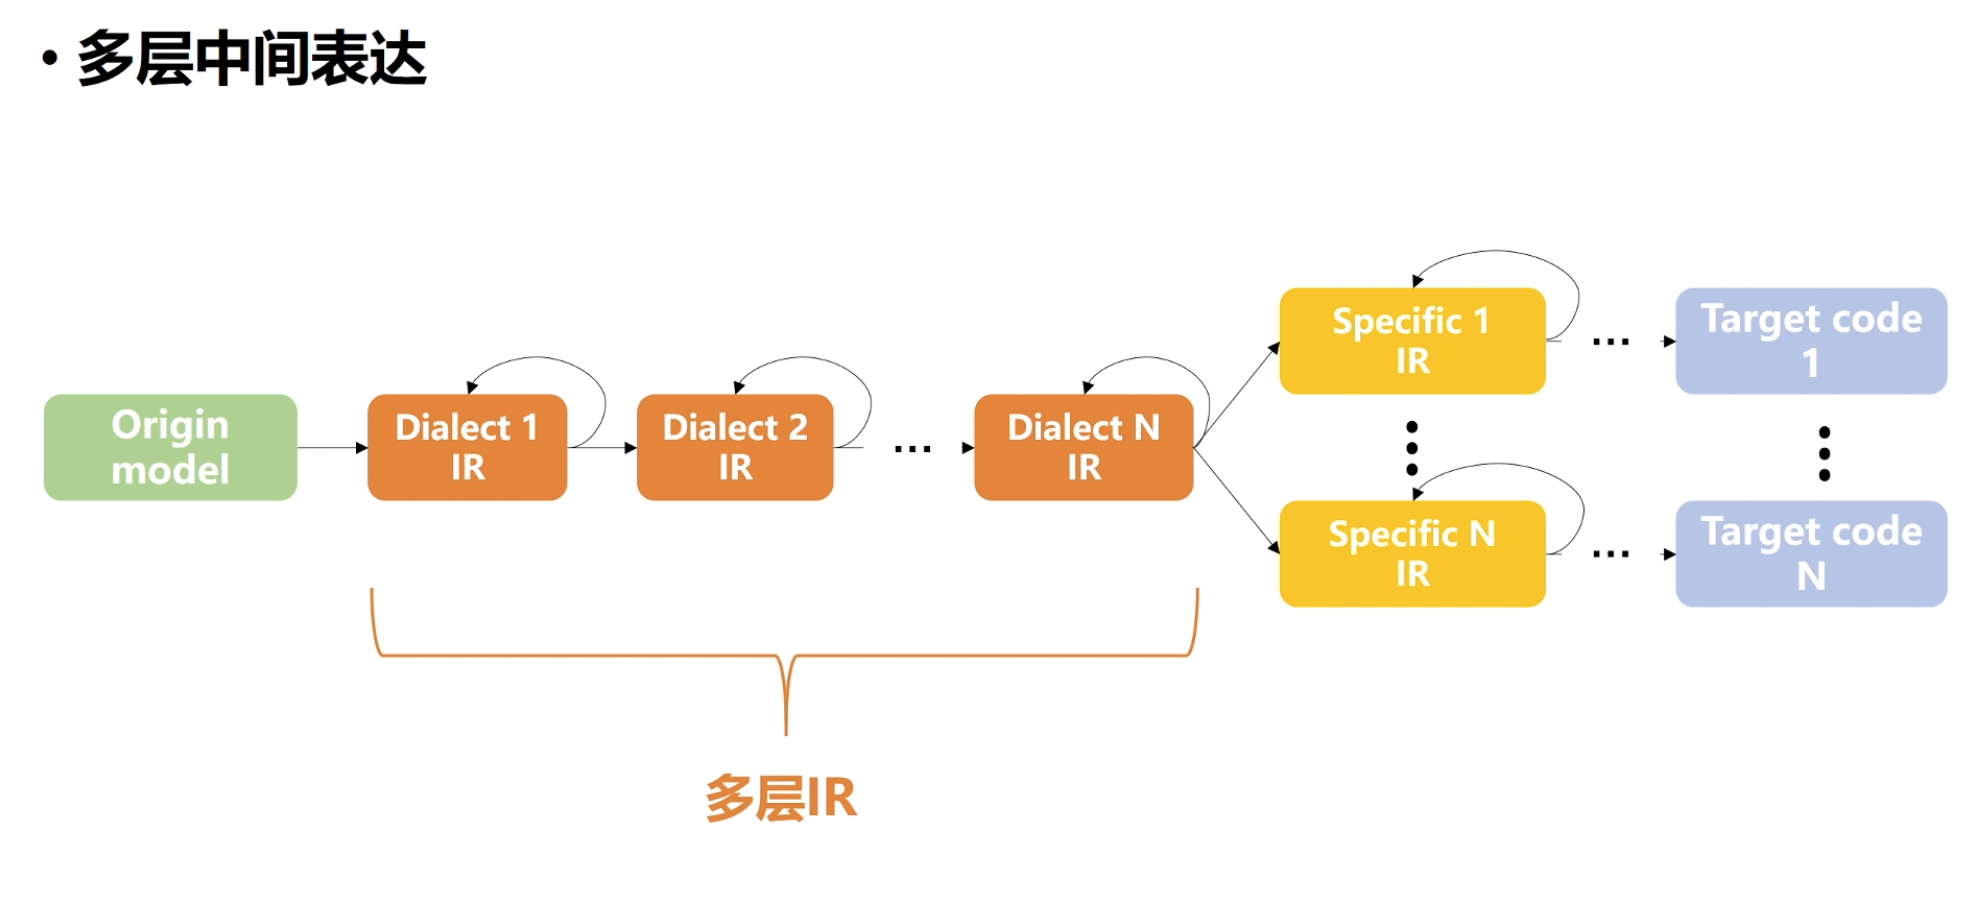 • 多层中间表达
Origin
model
Dialect 1
IR
Dialect 2
IR
...
Dialect N
IR
Specific 1
IR
...
Target code
1
Specific N
IR
...
Target code
N
多层IR